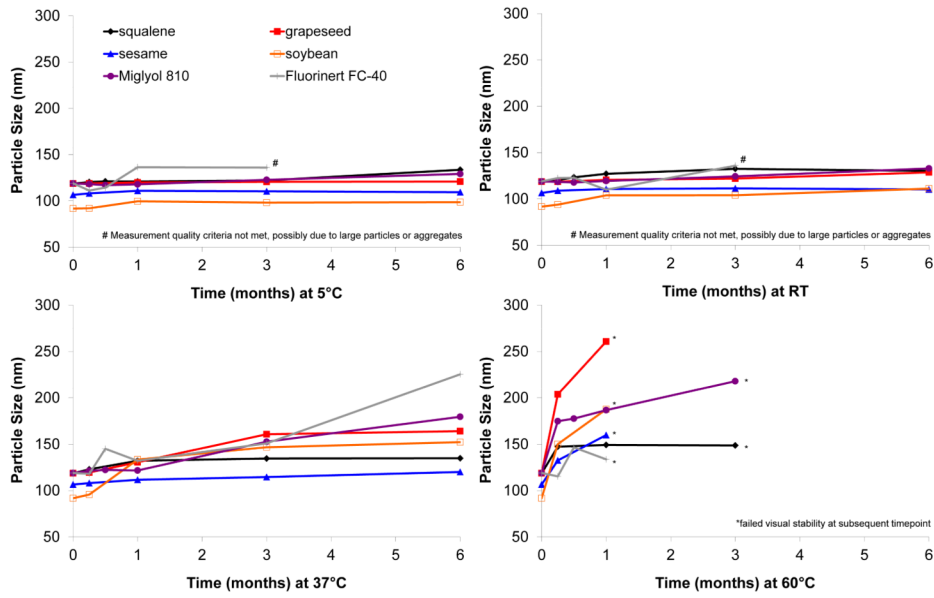 300
250
200
150
100
50
Particle Size (nm)
squalene
grapeseed
sesame
soybean
Miglyol 810
Fluorinert FC-40
#
# Measurement quality criteria not met, possibly due to large particles or aggregates
0 1 2 3 4 5 6
Time (months) at 5°C
300
250
200
150
100
50
Particle Size (nm)
#
# Measurement quality criteria not met, possibly due to large particles or aggregates
0 1 2 3 4 5 6
Time (months) at RT
300
250
200
150
100
50
Particle Size (nm)
0 1 2 3 4 5 6
Time (months) at 37°C
300
250
200
150
100
50
Particle Size (nm)
*
*
*
*
*
*
*failed visual stability at subsequent timepoint
0 1 2 3 4 5 6
Time (months) at 60°C